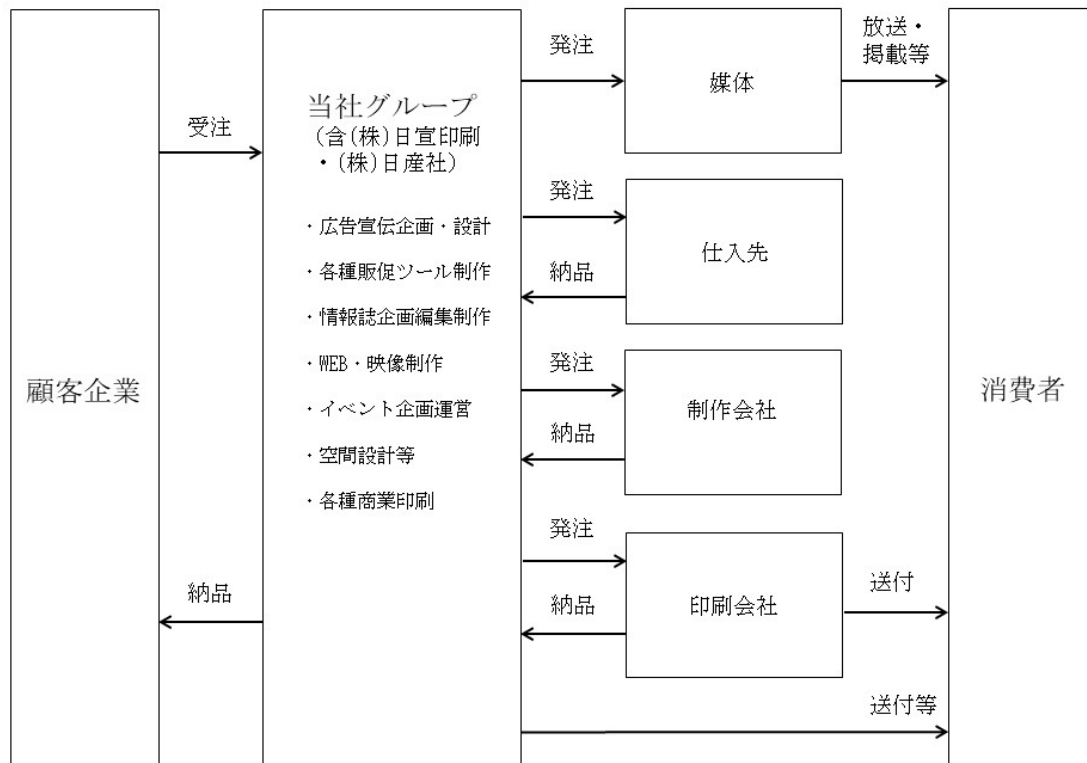 顧客企業
受注
納品
当社グループ
(含(株)日宣印刷
・(株)日産社)
・広告宣伝企画・設計
・各種販促ツール制作
・情報誌企画編集制作
・WEB・映像制作
・イベント企画運営
・空間設計等
・各種商業印刷
発注
媒体
放送・
掲載等
発注
仕入先
納品
発注
制作会社
納品
発注
印刷会社
納品
送付
送付等
消費者